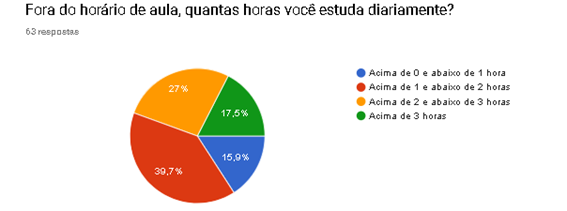 Fora do horário de aula, quantas horas você estuda diariamente?
63 respostas
Acima de 0 e abaixo de 1 hora
Acima de 1 e abaixo de 2 horas
Acima de 2 e abaixo de 3 horas
Acima de 3 horas
27%
17,5%
15,9%
39,7%